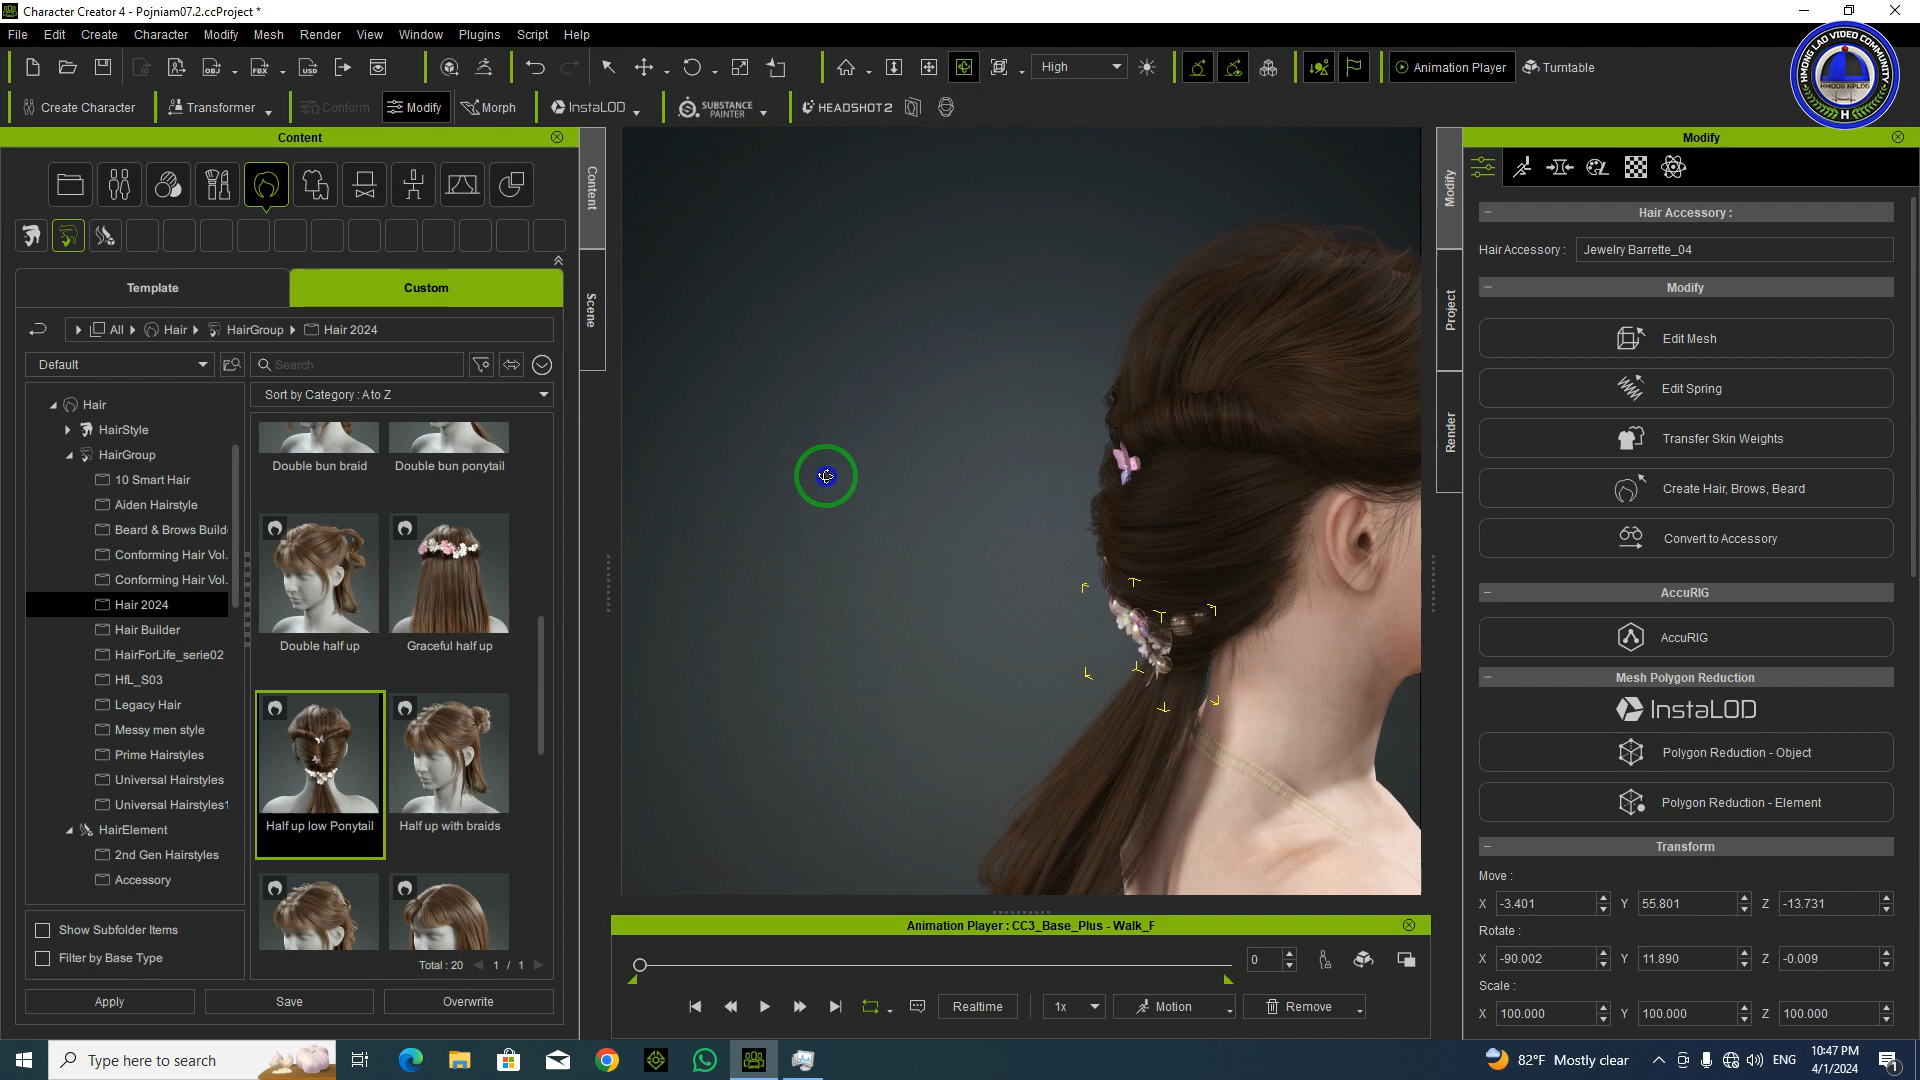 Character Creator 4 - Pojniam07.2.ccProject *
File Edit Create Character Modify Mesh Render View Window Plugins Script Help
High
Animation Player
Turntable
HMONG LAO VIDEO COMMUNITY
HMOOB NPLOG
H
Create Character
Transformer
Conform
Modify
Morph
InstaLOD
SUBSTANCE PAINTER
HEADSHOT 2
Content
Template
Custom
All Hair HairGroup Hair 2024
Default
Search
Sort by Category : A to Z
Hair
HairStyle
HairGroup
10 Smart Hair
Aiden Hairstyle
Beard & Brows Build
Conforming Hair Vol.
Conforming Hair Vol.
Hair 2024
Hair Builder
HairForLife_serie02
HfL_S03
Legacy Hair
Messy men style
Prime Hairstyles
Universal Hairstyles
Universal Hairstyles1
HairElement
2nd Gen Hairstyles
Accessory
Show Subfolder Items
Filter by Base Type
Double bun braid
Double bun ponytail
Double half up
Graceful half up
Half up low Ponytail
Half up with braids
Total : 20 1 / 1
Apply
Save
Overwrite
Content
Scene
Animation Player : CC3_Base_Plus - Walk_F
0
Realtime
1x
Motion
Remove
Modify
Project
Render
Modify
Hair Accessory :
Hair Accessory : Jewelry Barrette_04
Modify
Edit Mesh
Edit Spring
Transfer Skin Weights
Create Hair, Brows, Beard
Convert to Accessory
AccuRIG
AccuRIG
Mesh Polygon Reduction
InstaLOD
Polygon Reduction - Object
Polygon Reduction - Element
Transform
Move :
X -3.401 Y 55.801 Z -13.731
Rotate :
X -90.002 Y 11.890 Z -0.009
Scale :
X 100.000 Y 100.000 Z 100.000
Type here to search
82°F Mostly clear
ENG
10:47 PM
4/1/2024
1